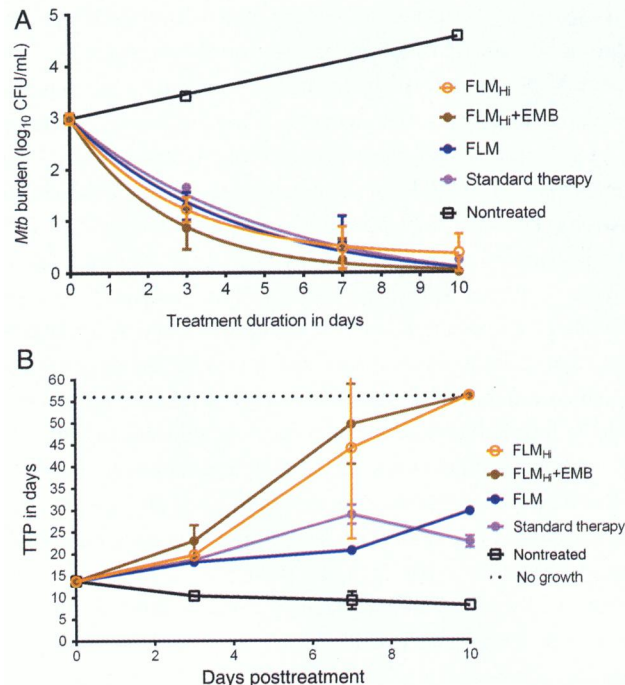 A
5
4
3
2
1
0
Mtb burden (log10 CFU/mL)
0 1 2 3 4 5 6 7 8 9 10
Treatment duration in days
FLMHi
FLMHi+EMB
FLM
Standard therapy
Nontreated
B
60
55
50
45
40
35
30
25
20
15
10
5
0
TTP in days
0 2 4 6 8 10
Days posttreatment
FLMHi
FLMHi+EMB
FLM
Standard therapy
Nontreated
No growth